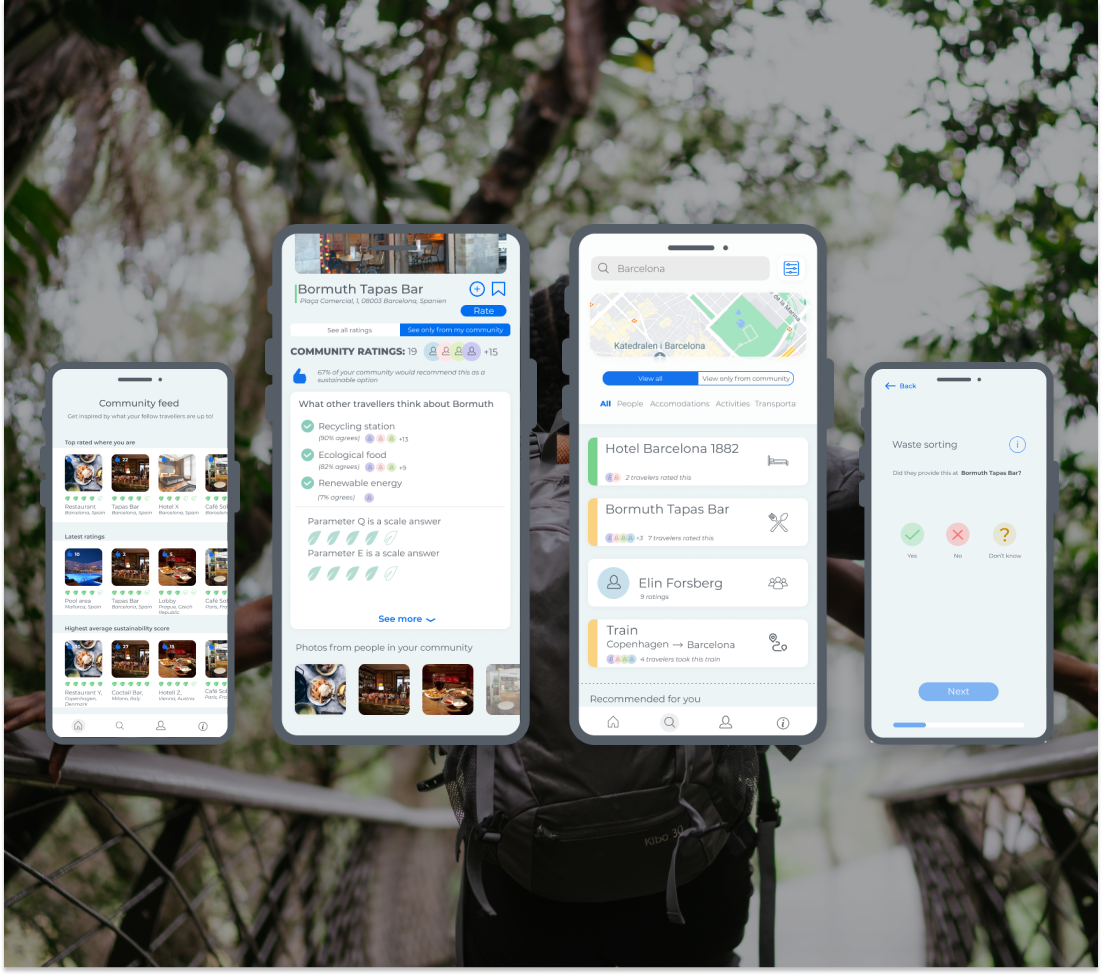 Community feed
Get inspired by what your fellow travellers are up to!
Top rated where you are
22
Restaurant
Barcelona, Spain
Tapas Bar
Barcelona, Spain
Hotel X
Barcelona, Spain
Café Sol
Barcelona, Sp
Latest ratings
10
2
5
Pool area
Mallorca, Spain
Tapas Bar
Barcelona, Spain
Lobby
Prague, Czech
Republic
Café Sol
Paris, Fra
Highest average sustainability score
27
15
Restaurant Y,
Copenhagen,
Denmark
Coctail Bar,
Milano, Italy
Hotell Z,
Vienna, Austria
Café Sol
Paris, Fra
Bormuth Tapas Bar
Plaça Comercial, 1, 08003 Barcelona, Spanien
Rate
See all ratings
See only from my community
COMMUNITY RATINGS: 19
+15
67% of your community would recommend this as a
sustainable option
What other travellers think about Bormuth
Recycling station
(90% agrees)
+13
Ecological food
(82% agrees)
+9
Renewable energy
(7% agrees)
Parameter Q is a scale answer
Parameter E is a scale answer
See more
Photos from people in your community
Barcelona
de la Marina
Katedralen i Barcelona
View all
View only from community
All People Accomodations Activities Transporta
Hotel Barcelona 1882
2 travelers rated this
Bormuth Tapas Bar
+3 7 travelers rated this
Elin Forsberg
9 ratings
Train
Copenhagen → Barcelona
4 travelers took this train
Recommended for you
Back
Waste sorting
i
Did they provide this at Bormuth Tapas Bar?
?
Yes
No
Don't know
Next
Kibo 30